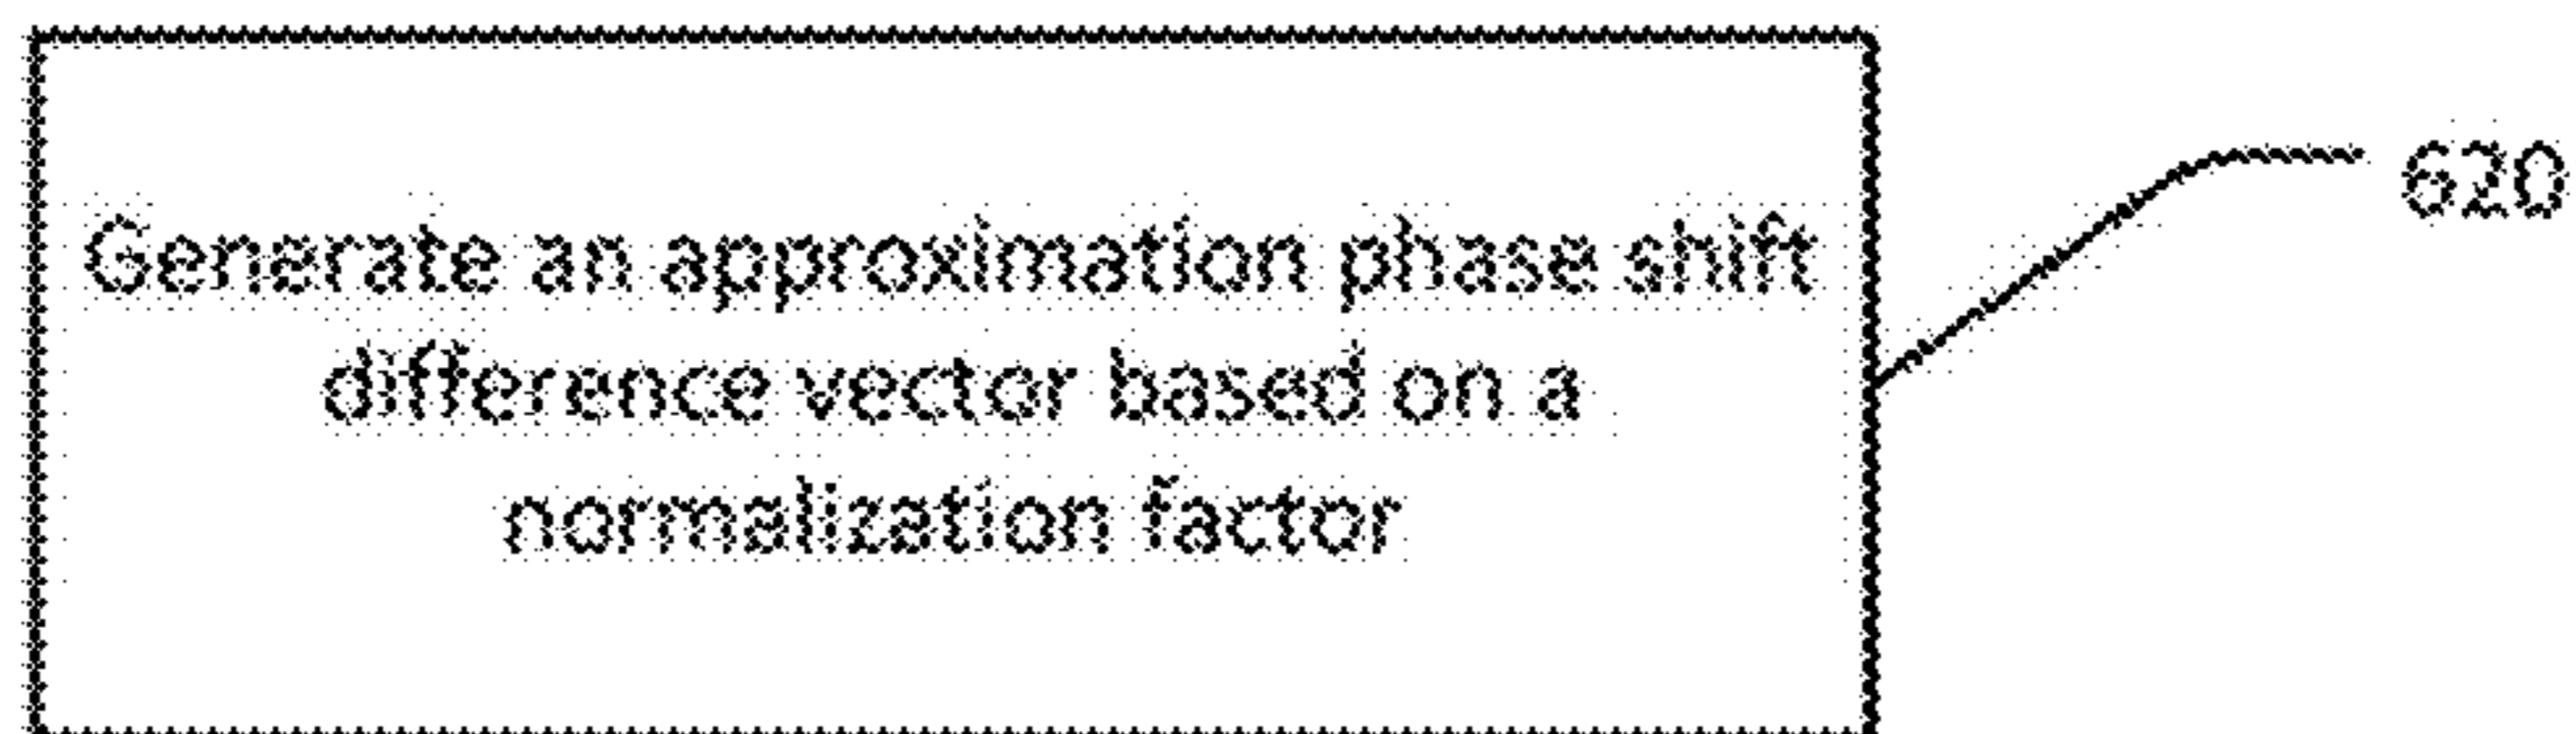 620
Generate an approximation phase shift
difference vector based on a
normalization factor